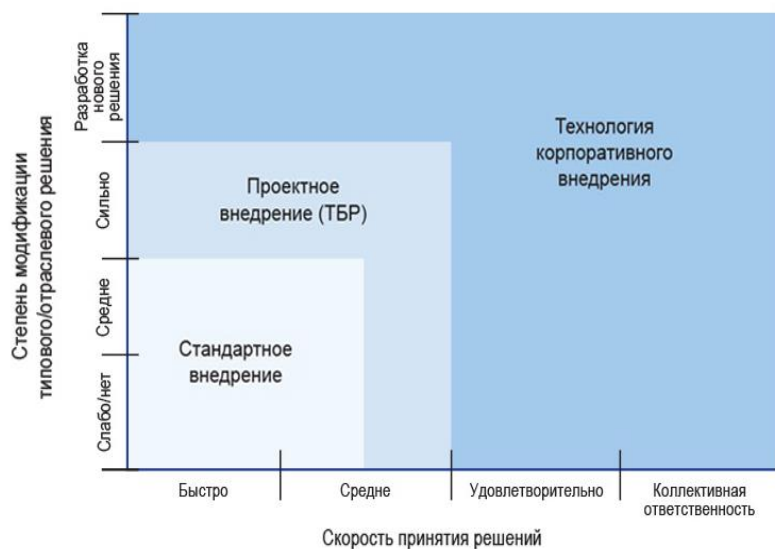 Степень модификации
типового/отраслевого решения
Разработка
нового
решения
Сильно
Средне
Слабо/нет
Технология
корпоративного
внедрения
Проектное
внедрение (ТБР)
Стандартное
внедрение
Быстро
Средне
Удовлетворительно
Коллективная
ответственность
Скорость принятия решений